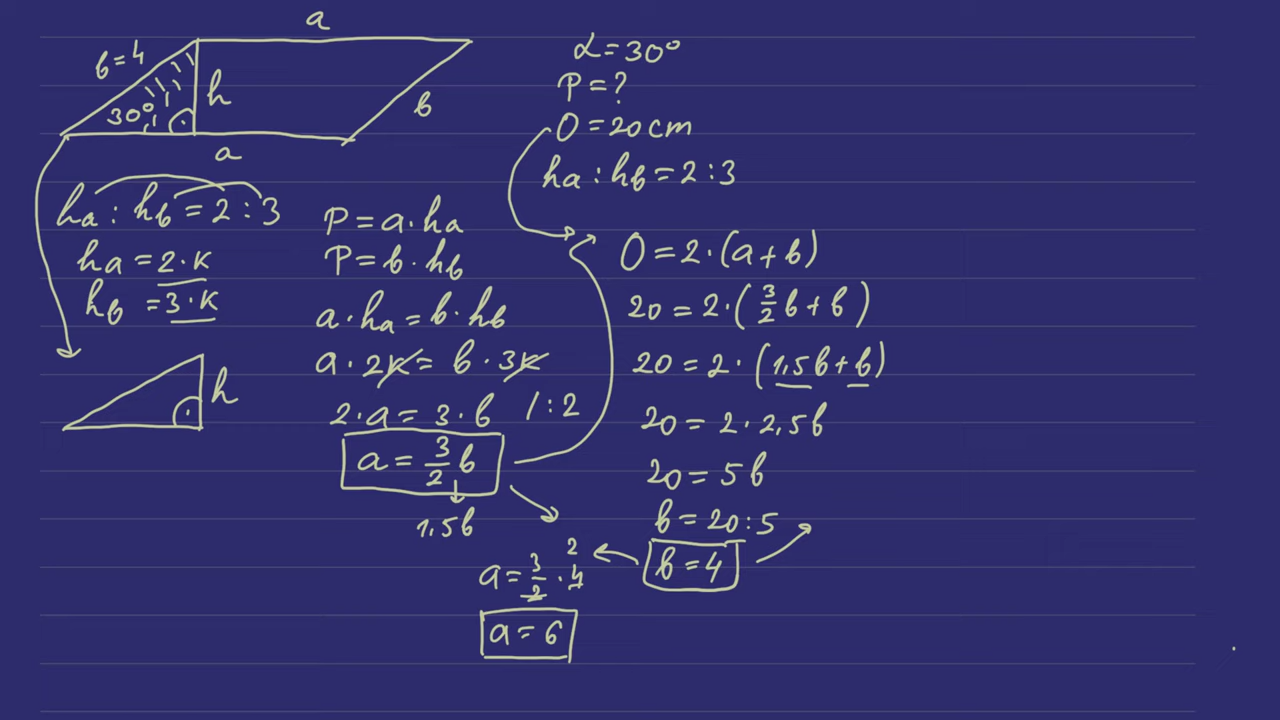 a
b=4
h
30°
b
a
α=30°
P=?
O=20cm
ha:hb=2:3
ha:hb=2:3
ha=2·K
hb=3·K
h
P=a·ha
P=b·hb
a·ha=b·hb
a·2K=b·3K
2·a=3·b /:2
a=3/2b
1,5b
O=2·(a+b)
20=2·(3/2b+b)
20=2·(1,5b+b)
20=2·2,5b
20=5b
b=20:5
b=4
2
a=3/2·4
a=6